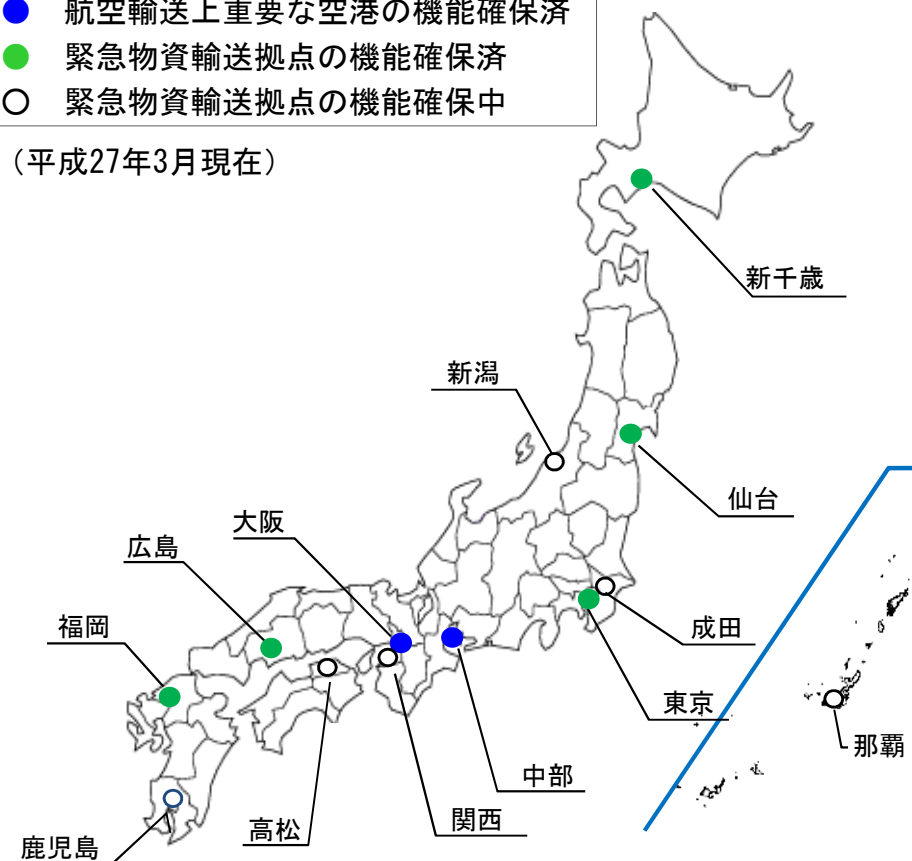 航空輸送上重要な空港の機能確保済
緊急物資輸送拠点の機能確保済
緊急物資輸送拠点の機能確保中
（平成27年3月現在）
新千歳
新潟
仙台
大阪
広島
福岡
成田
東京
那覇
中部
関西
高松
鹿児島